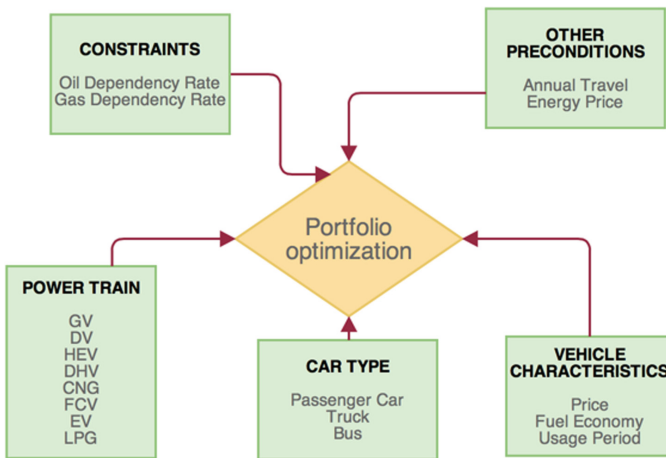 CONSTRAINTS
Oil Dependency Rate
Gas Dependency Rate
OTHER
PRECONDITIONS
Annual Travel
Energy Price
Portfolio
optimization
POWER TRAIN
GV
DV
HEV
DHV
CNG
FCV
EV
LPG
CAR TYPE
Passenger Car
Truck
Bus
VEHICLE
CHARACTERISTICS
Price
Fuel Economy
Usage Period